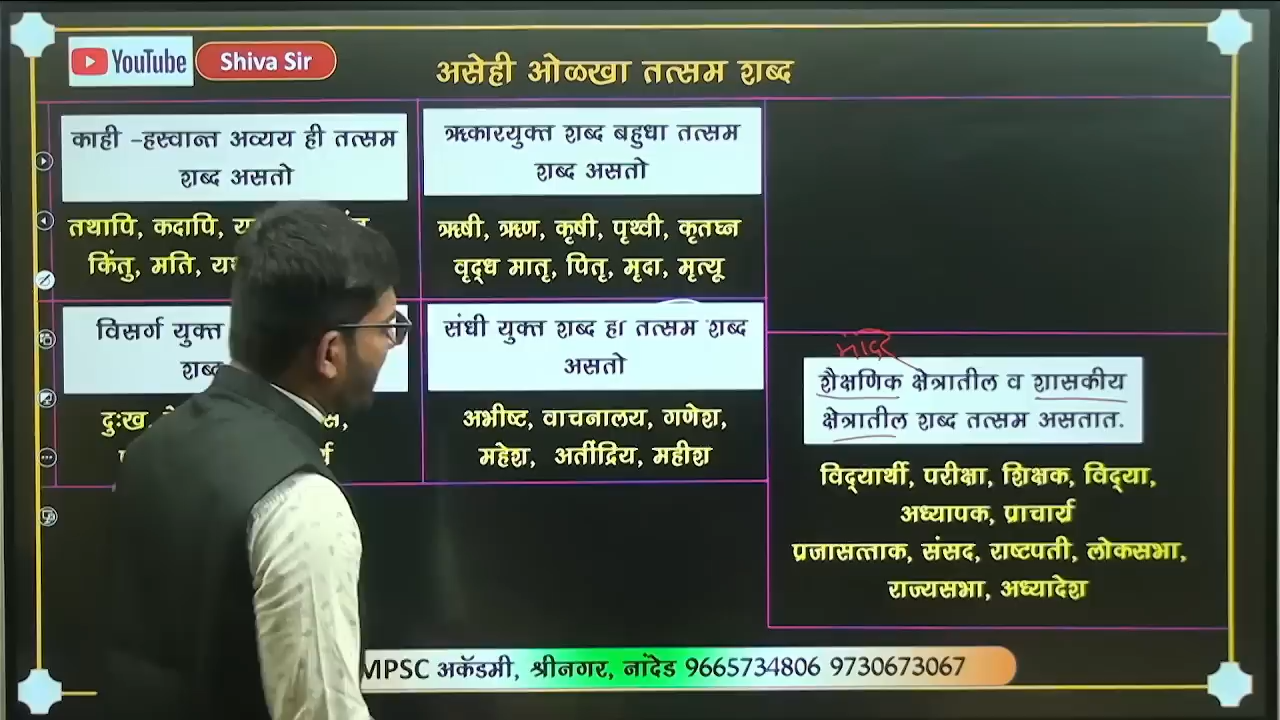 YouTube
Shiva Sir
असेही ओळखा तत्सम शब्द
काही -हस्वान्त अव्यय ही तत्सम
शब्द असतो
तथापि, कदापि,
किंतु, मति,
ऋकारयुक्त शब्द बहुधा तत्सम
शब्द असतो
ऋषी, ऋण, कृषी, पृथ्वी, कृतघ्न
वृद्ध मातृ, पितृ, मृदा, मृत्यू
विसर्ग युक्त
दुःख
संधी युक्त शब्द हा तत्सम शब्द
असतो
अभीष्ट, वाचनालय, गणेश,
महेश, अतींद्रिय, महीश
शैक्षणिक क्षेत्रातील व शासकीय
क्षेत्रातील शब्द तत्सम असतात.
विद्यार्थी, परीक्षा, शिक्षक, विद्या,
अध्यापक, प्राचार्य
प्रजासत्ताक, संसद, राष्टपती, लोकसभा,
राज्यसभा, अध्यादेश
MPSC अकॅडमी, श्रीनगर, नांदेड 9665734806 9730673067